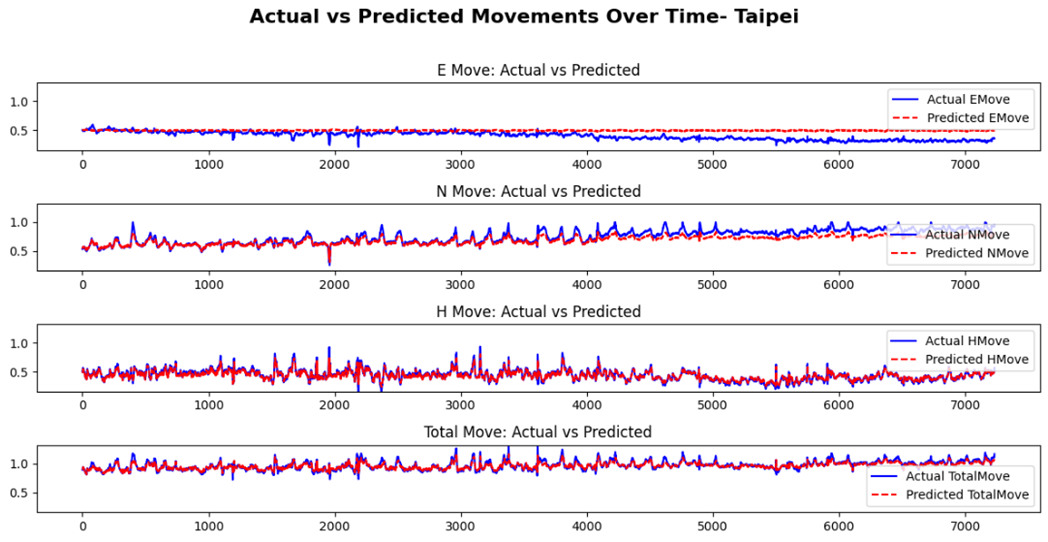 Actual vs Predicted Movements Over Time- Taipei
E Move: Actual vs Predicted
1.0
0.5
Actual EMove
Predicted EMove
0 1000 2000 3000 4000 5000 6000 7000
N Move: Actual vs Predicted
1.0
0.5
Actual NMove
Predicted NMove
0 1000 2000 3000 4000 5000 6000 7000
H Move: Actual vs Predicted
1.0
0.5
Actual HMove
Predicted HMove
0 1000 2000 3000 4000 5000 6000 7000
Total Move: Actual vs Predicted
1.0
0.5
Actual TotalMove
Predicted TotalMove
0 1000 2000 3000 4000 5000 6000 7000